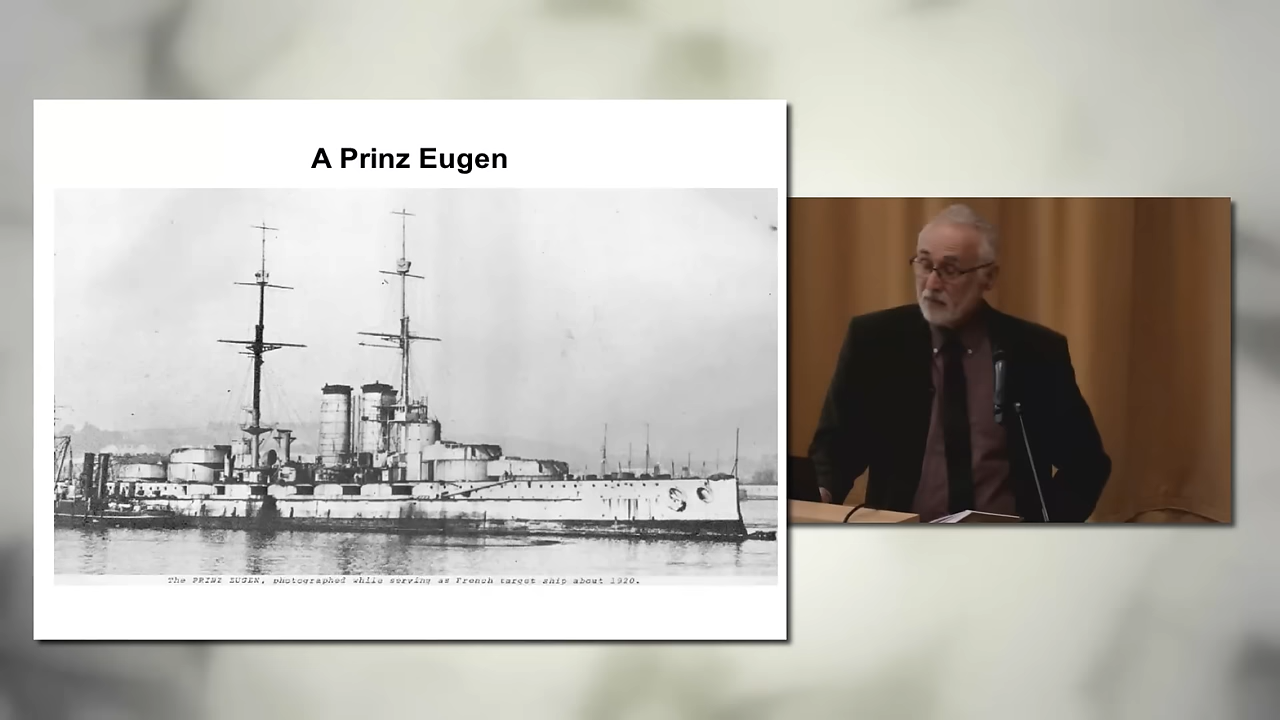 A Prinz Eugen
The PRINZ EUGEN, photographed while serving as French target ship about 1920.